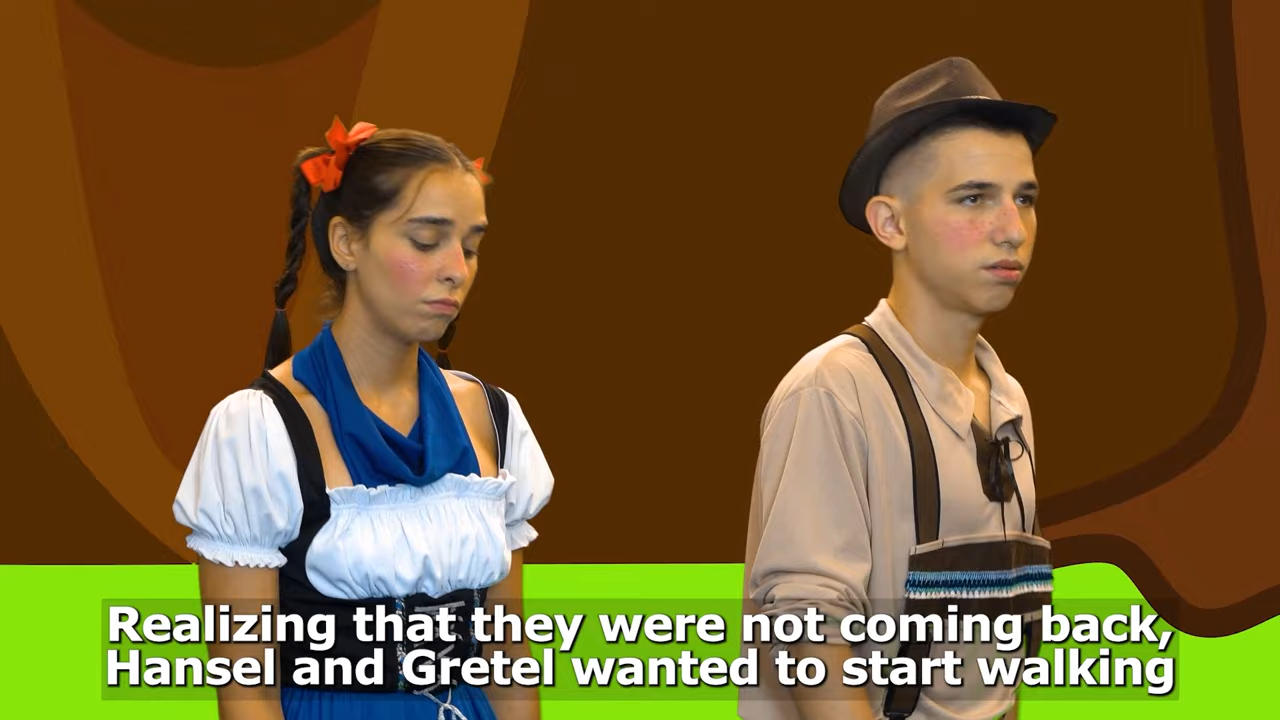 Realizing that they were not coming back,
Hansel and Gretel wanted to start walking